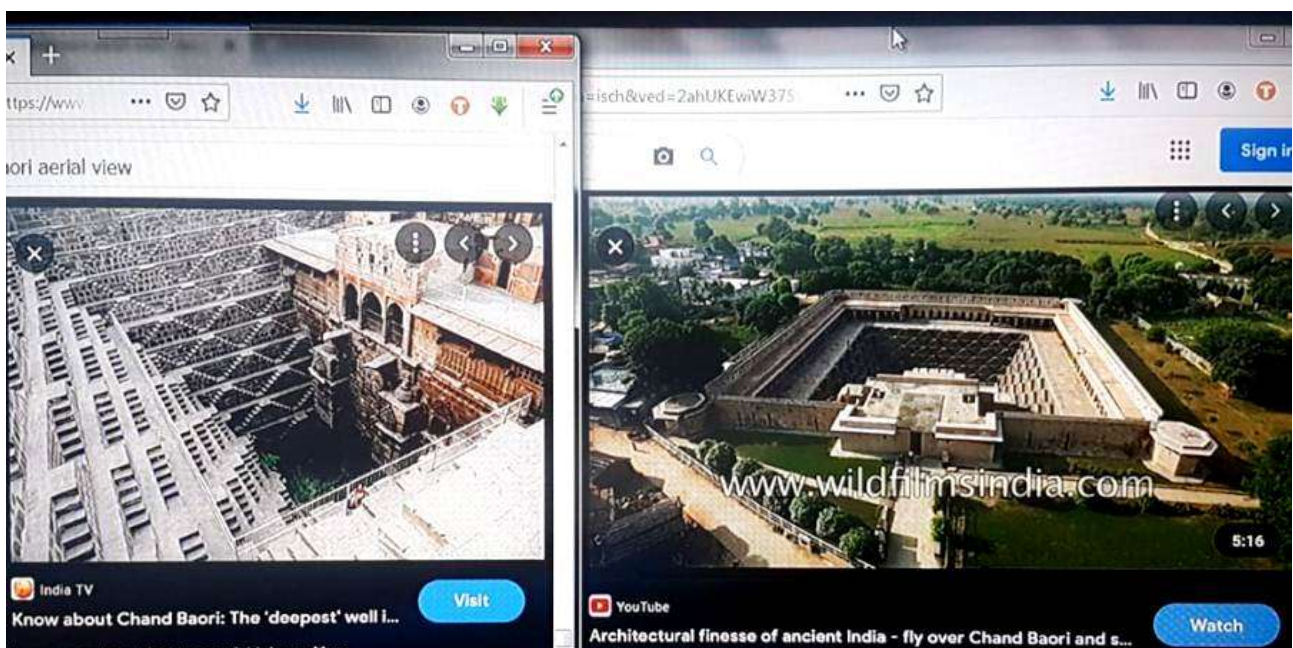 ttps://www
=isch&ved=2ahUKEwiW375
Sign in
aori aerial view
www.wildfilmsindia.com
5:16
India TV
Visit
Know about Chand Baori: The 'deepest' well i...
YouTube
Watch
Architectural finesse of ancient India - fly over Chand Baori and s...